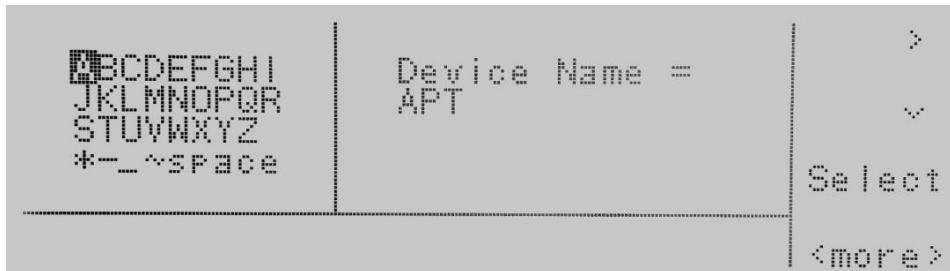 ABCDEFGHI
JKLMNOPQR
STUVWXYZ
*-_~space
Device Name =
APT
>
v
Select
<more>